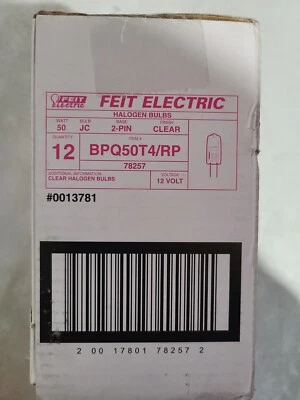 FEIT ELECTRIC
FEIT ELECTRIC
HALOGEN BULBS
WATT BULB BASE FINISH
50 JC 2-PIN CLEAR
QUANTITY ITEM #
12 BPQ50T4/RP
78257
ADDITIONAL INFORMATION VOLTAGE
CLEAR HALOGEN BULBS 12 VOLT
#0013781
2 00 17801 78257 2